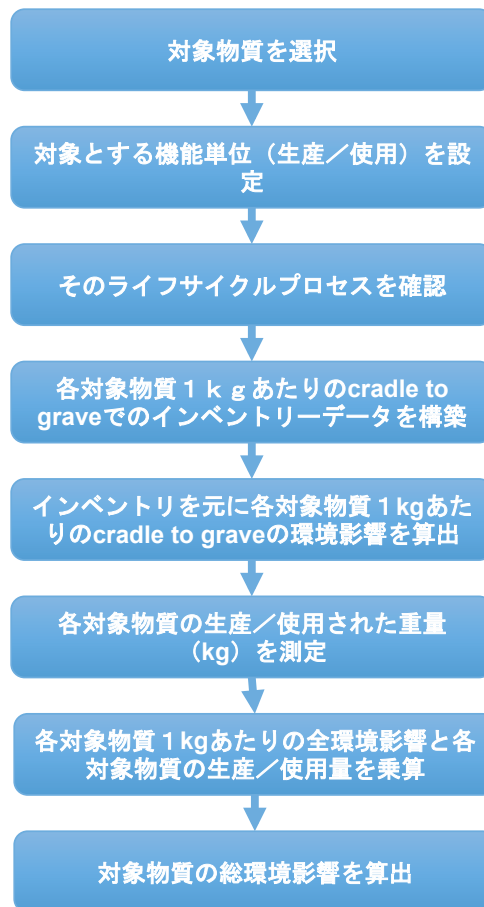 対象物質を選択
対象とする機能単位（生産／使用）を設
定
そのライフサイクルプロセスを確認
各対象物質１ｋｇあたりのcradle to
graveでのインベントリーデータを構築
インベントリを元に各対象物質１kgあた
りのcradle to graveの環境影響を算出
各対象物質の生産／使用された重量
（kg）を測定
各対象物質１kgあたりの全環境影響と各
対象物質の生産／使用量を乗算
対象物質の総環境影響を算出